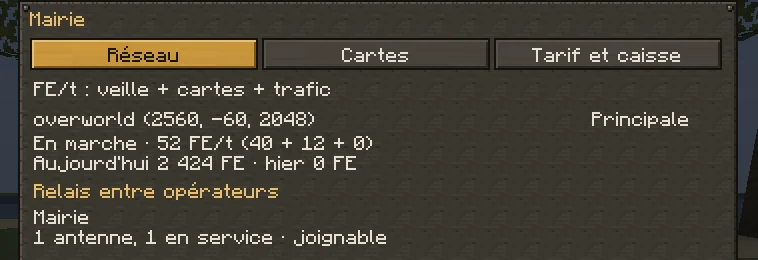 Mairie
Réseau Cartes Tarif et caisse
FE/t : veille + cartes + trafic
overworld (2560, -60, 2048) Principale
En marche · 52 FE/t (40 + 12 + 0)
Aujourd'hui 2 424 FE · hier 0 FE
Relais entre opérateurs
Mairie
1 antenne, 1 en service · joignable